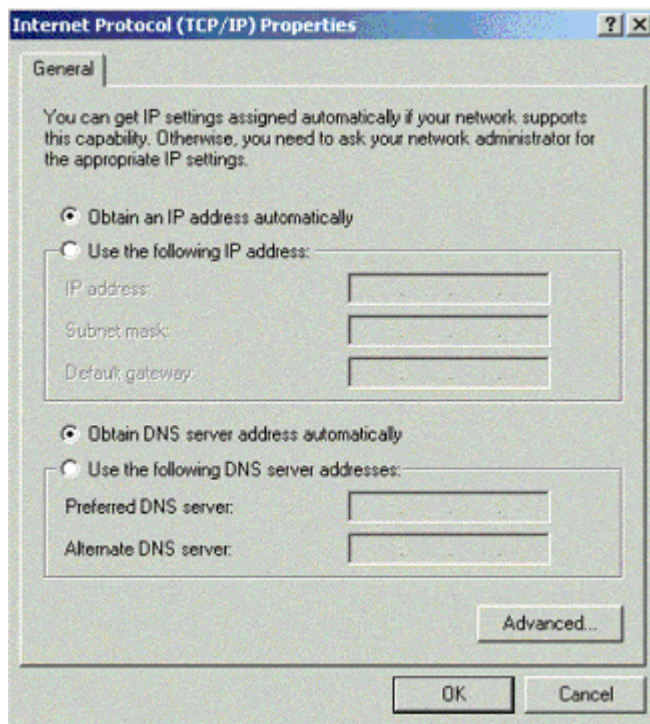 Internet Protocol (TCP/IP) Properties
General
You can get IP settings assigned automatically if your network supports
this capability. Otherwise, you need to ask your network administrator for
the appropriate IP settings.
Obtain an IP address automatically
Use the following IP address:
IP address:
Subnet mask:
Default gateway:
Obtain DNS server address automatically
Use the following DNS server addresses:
Preferred DNS server:
Alternate DNS server:
Advanced...
OK
Cancel